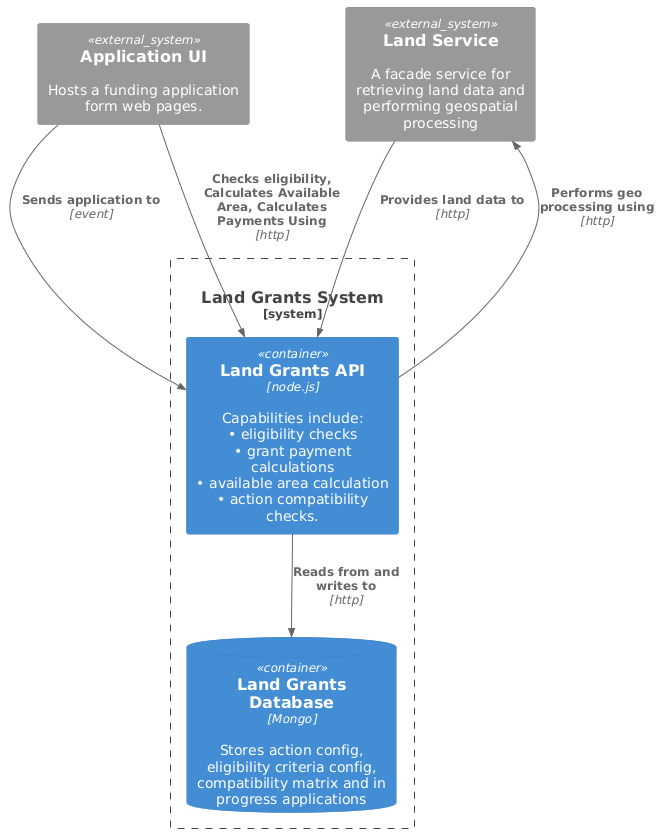 «external_system»
Application UI
Hosts a funding application
form web pages.
«external_system»
Land Service
A facade service for
retrieving land data and
performing geospatial
processing
Sends application to
[event]
Checks eligibility,
Calculates Available
Area, Calculates
Payments Using
[http]
Provides land data to
[http]
Performs geo
processing using
[http]
Land Grants System
[system]
«container»
Land Grants API
[node.js]
Capabilities include:
• eligibility checks
• grant payment
calculations
• available area calculation
• action compatibility
checks.
Reads from and
writes to
[http]
«container»
Land Grants
Database
[Mongo]
Stores action config,
eligibility criteria config,
compatibility matrix and in
progress applications